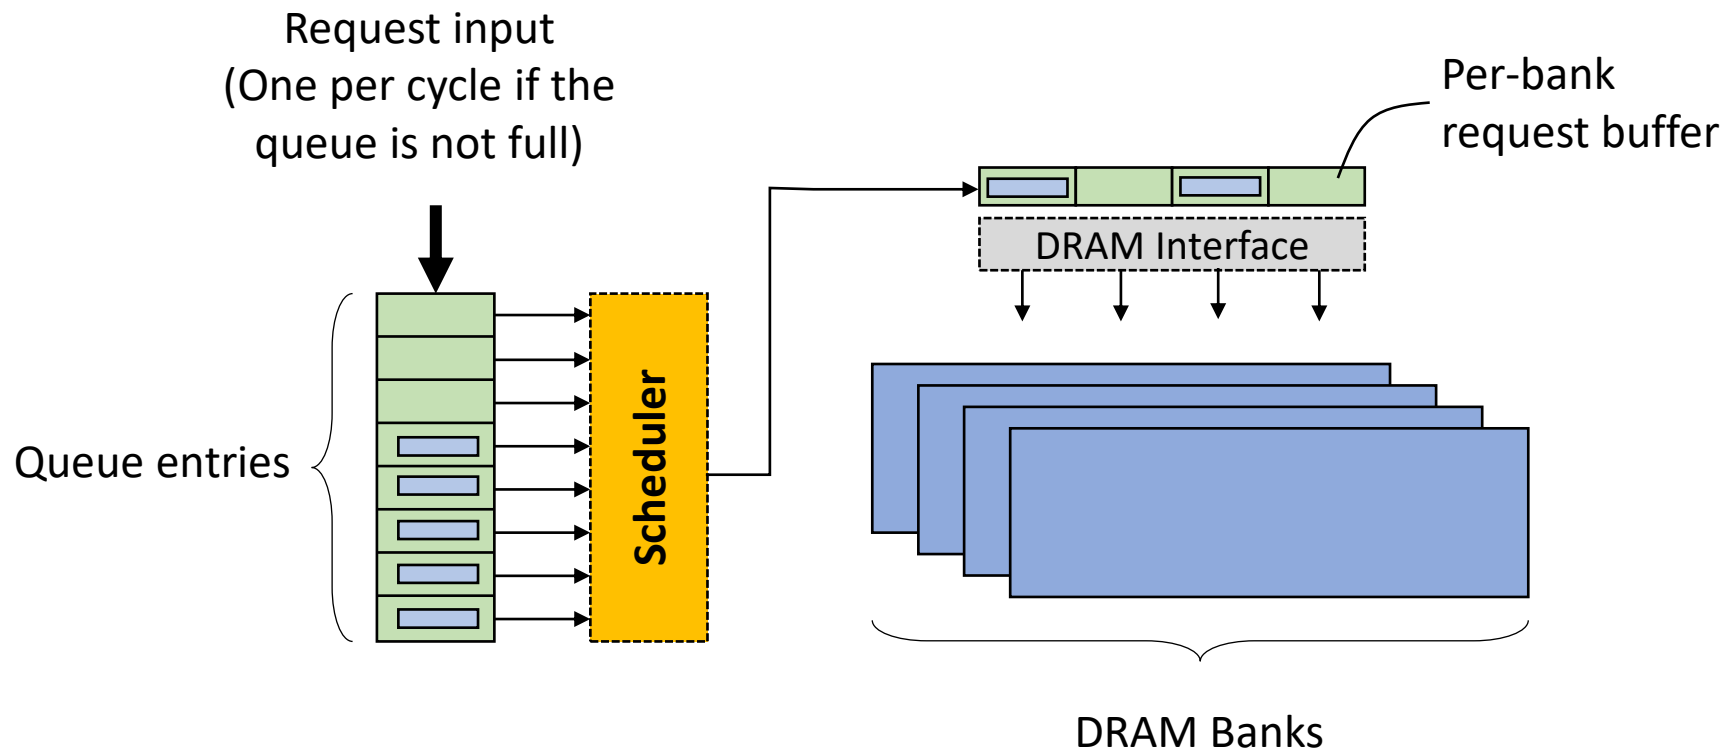 Request input
(One per cycle if the
queue is not full)
Per-bank
request buffer
DRAM Interface
Scheduler
Queue entries
DRAM Banks